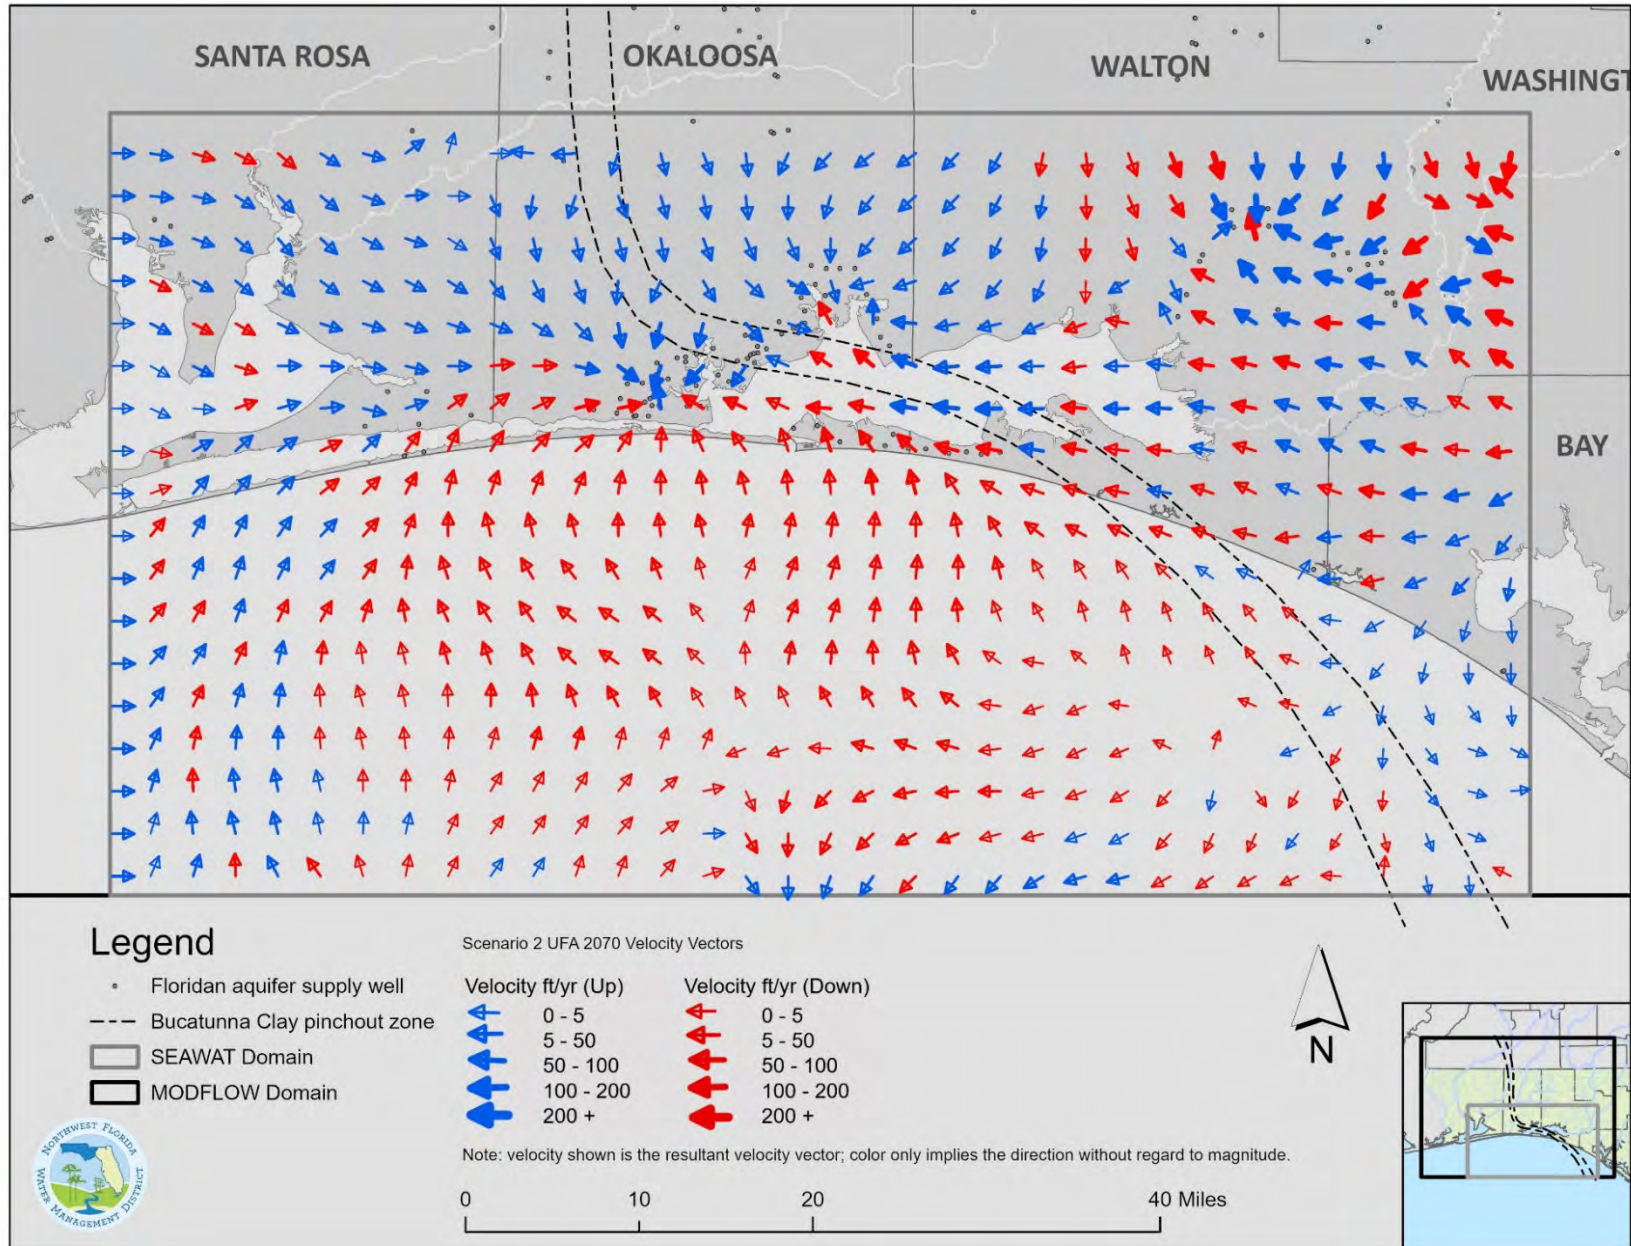 SANTA ROSA
OKALOOSA
WALTON
WASHINGT
BAY
Legend
Floridan aquifer supply well
Bucatunna Clay pinchout zone
SEAWAT Domain
MODFLOW Domain
Scenario 2 UFA 2070 Velocity Vectors
Velocity ft/yr (Up)
0 - 5
5 - 50
50 - 100
100 - 200
200 +
Velocity ft/yr (Down)
0 - 5
5 - 50
50 - 100
100 - 200
200 +
Note: velocity shown is the resultant velocity vector; color only implies the direction without regard to magnitude.
0 10 20 40 Miles
N
NORTHWEST FLORIDA
WATER MANAGEMENT DISTRICT